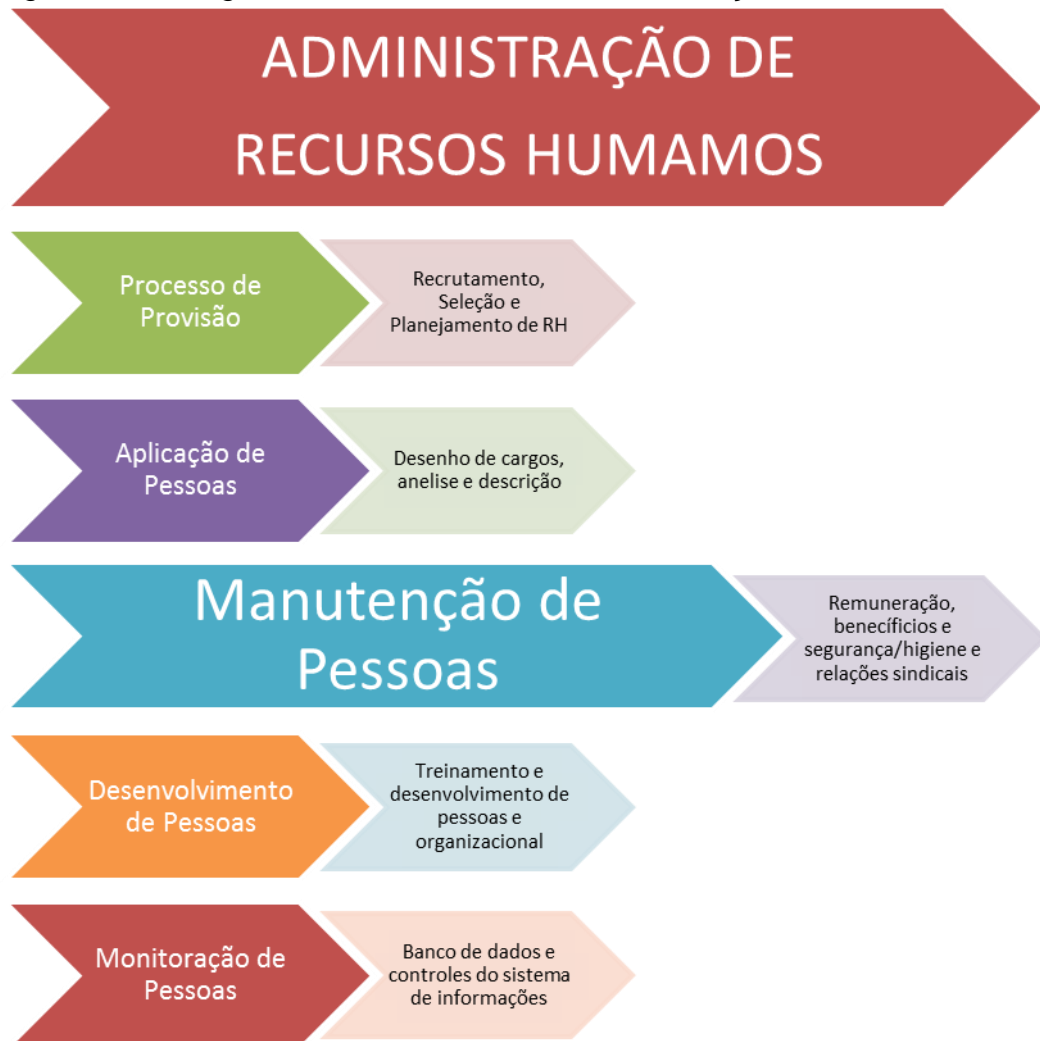 ADMINISTRAÇÃO DE
RECURSOS HUMAMOS
Processo de
Provisão
Recrutamento,
Seleção e
Planejamento de RH
Aplicação de
Pessoas
Desenho de cargos,
anelise e descrição
Manutenção de
Pessoas
Remuneração,
benecíficios e
segurança/higiene e
relações sindicais
Desenvolvimento
de Pessoas
Treinamento e
desenvolvimento de
pessoas e
organizacional
Monitoração de
Pessoas
Banco de dados e
controles do sistema
de informações